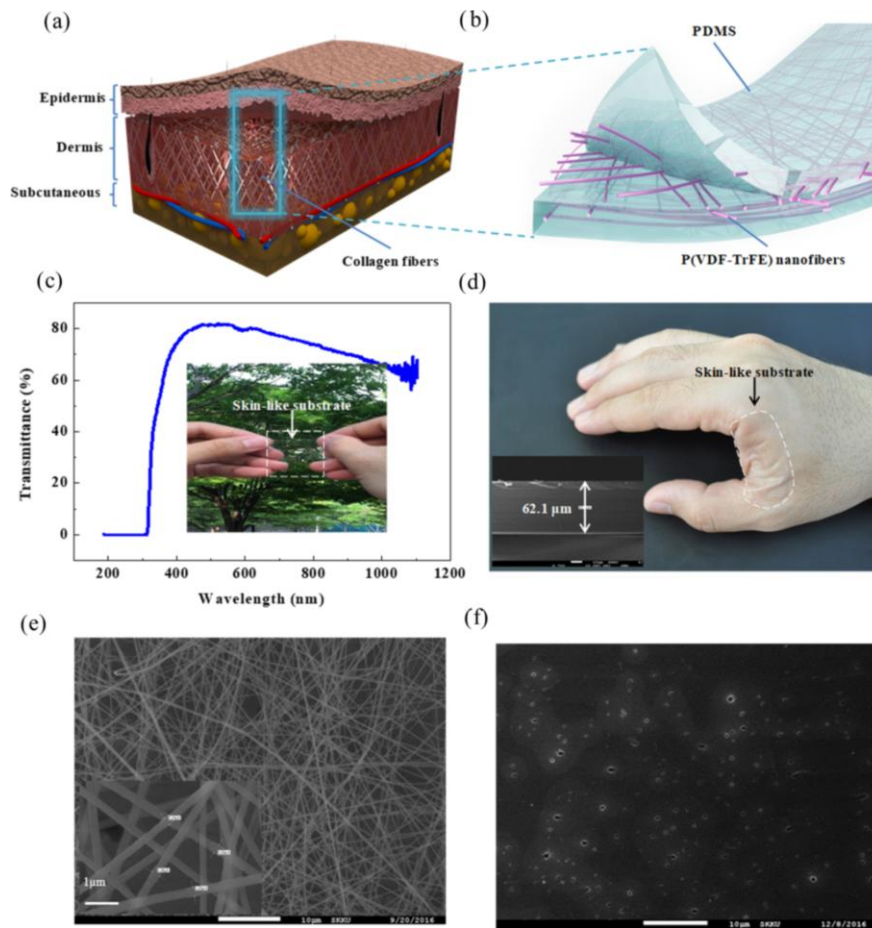 (a)
Epidermis
Dermis
Subcutaneous
Collagen fibers
(b)
PDMS
P(VDF-TrFE) nanofibers
(c)
Transmittance (%)
80
60
40
20
0
200
400
600
800
1000
1200
Wavelength (nm)
Skin-like substrate
(d)
Skin-like substrate
62.1 μm
(e)
1μm
10μm SKKU 9/20/2016
(f)
10μm SKKU 12/8/2016